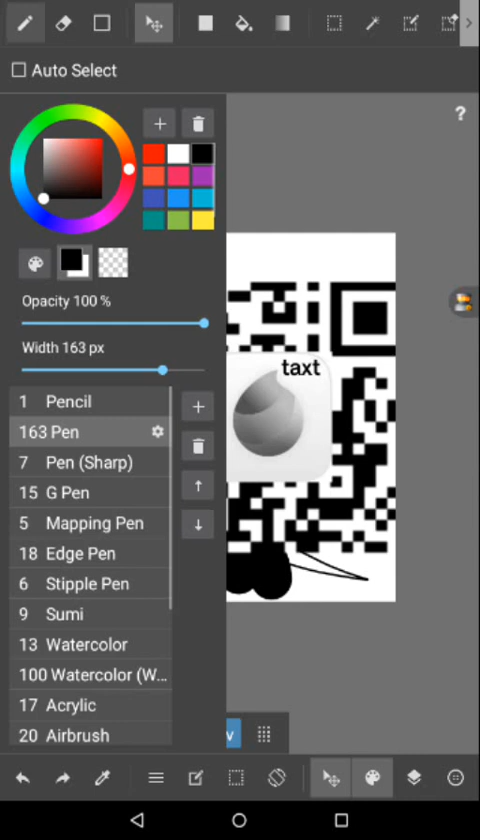 Auto Select
?
Opacity 100 %
Width 163 px
taxt
1 Pencil
163 Pen
7 Pen (Sharp)
15 G Pen
5 Mapping Pen
18 Edge Pen
6 Stipple Pen
9 Sumi
13 Watercolor
100 Watercolor (W...
17 Acrylic
20 Airbrush
v